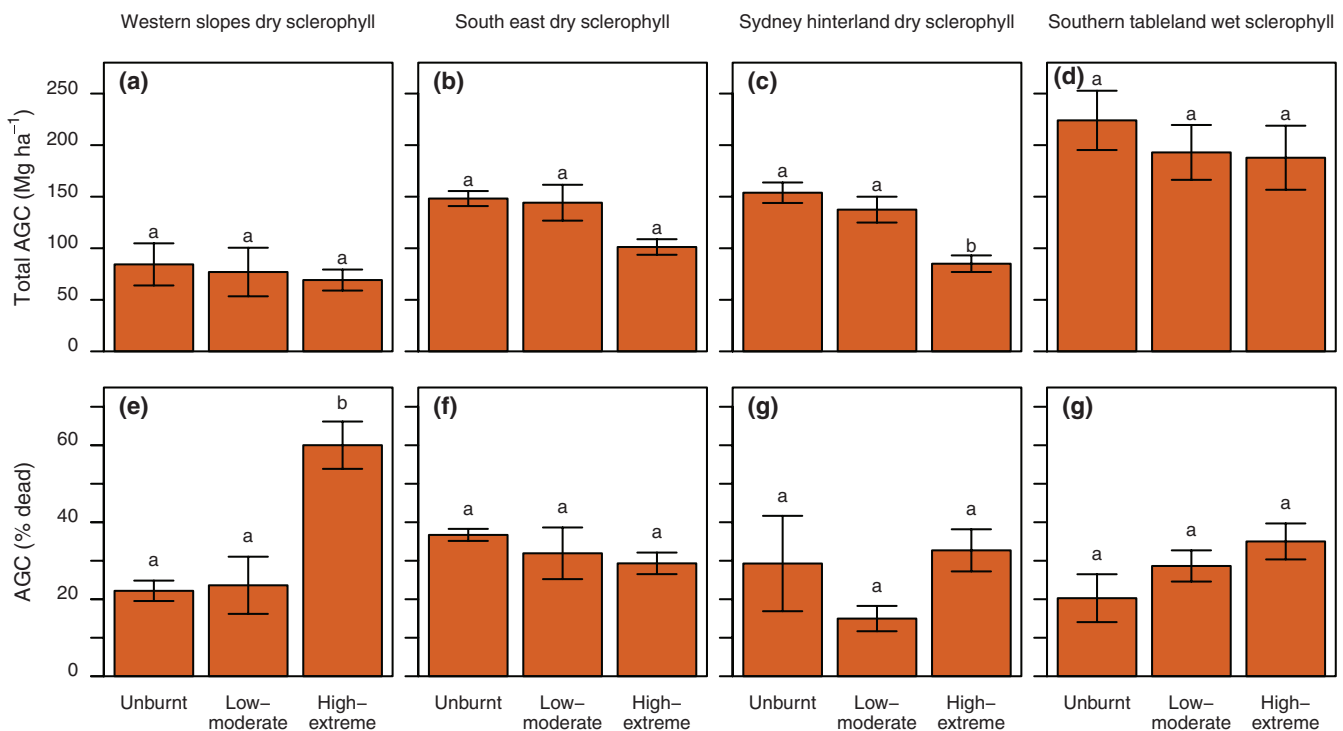 Western slopes dry sclerophyll
South east dry sclerophyll
Sydney hinterland dry sclerophyll
Southern tableland wet sclerophyll
Total AGC (Mg ha⁻¹)
250
200
150
100
50
0
(a)
a
a
a
(b)
a
a
a
(c)
a
a
b
(d)
a
a
a
AGC (% dead)
60
40
20
0
(e)
a
a
b
(f)
a
a
a
(g)
a
a
a
(g)
a
a
a
Unburnt
Low–
moderate
High–
extreme
Unburnt
Low–
moderate
High–
extreme
Unburnt
Low–
moderate
High–
extreme
Unburnt
Low–
moderate
High–
extreme